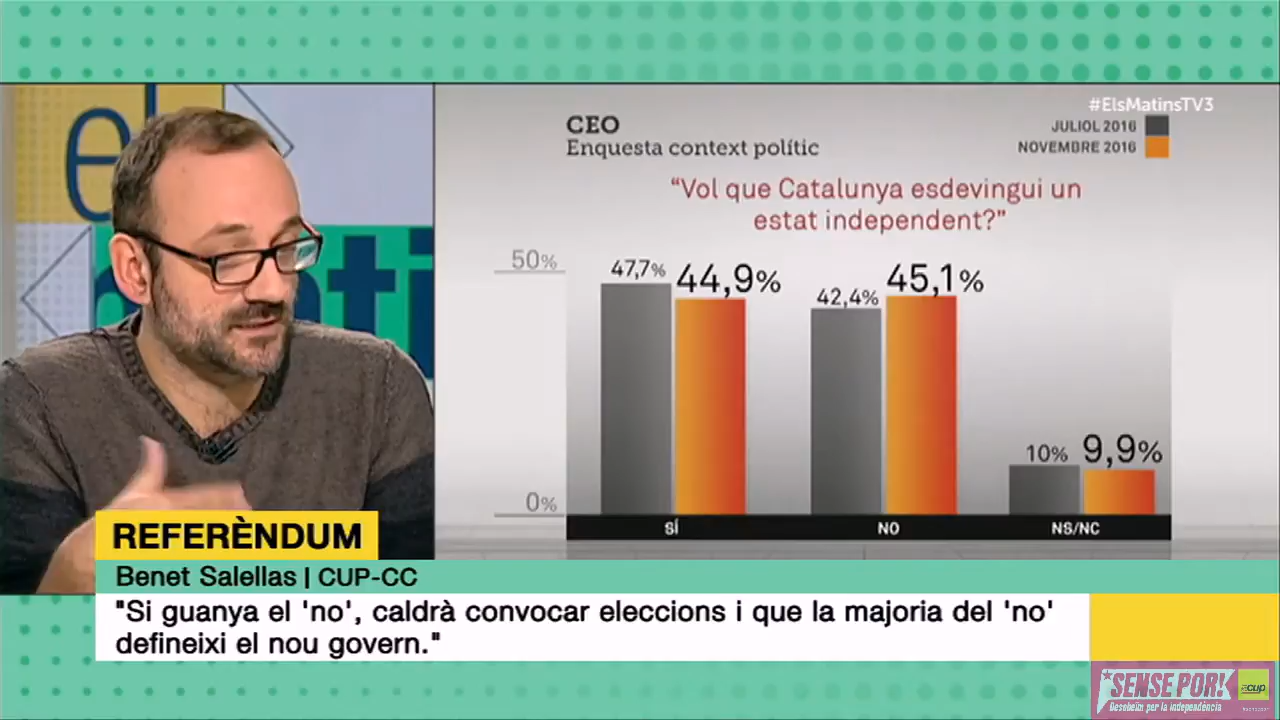 el
#ElsMatinsTV3
CEO
Enquesta context polític
JULIOL 2016
NOVEMBRE 2016
“Vol que Catalunya esdevingui un
estat independent?”
50%
47,7%
44,9%
42,4%
45,1%
10%
9,9%
0%
SÍ
NO
NS/NC
REFERÈNDUM
Benet Salellas | CUP-CC
"Si guanya el 'no', caldrà convocar eleccions i que la majoria del 'no'
defineixi el nou govern."
SENSE POR!
Desobeïm per la independència
cup